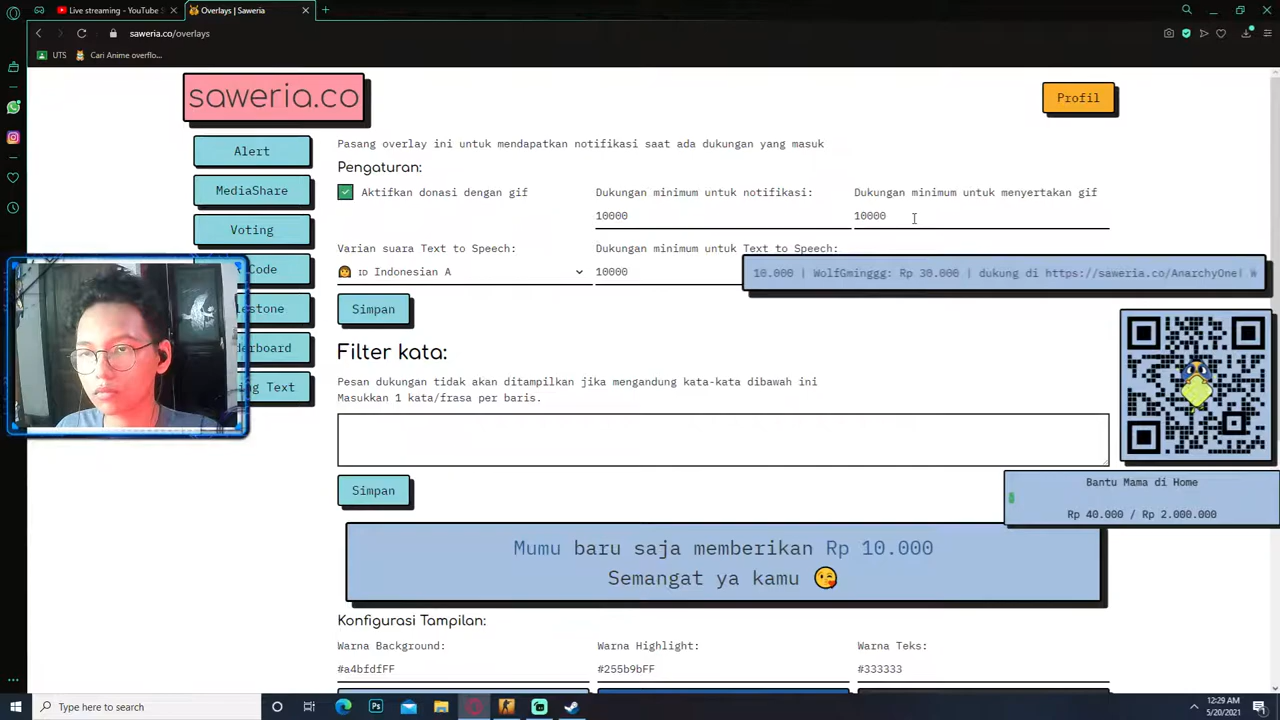 Live streaming - YouTube S
Overlays | Saweria
saweria.co/overlays
UTS
Cari Anime overflo...
saweria.co
Profil
Alert
MediaShare
Voting
Code
estone
erboard
ng Text
Pasang overlay ini untuk mendapatkan notifikasi saat ada dukungan yang masuk
Pengaturan:
Aktifkan donasi dengan gif
Dukungan minimum untuk notifikasi:
Dukungan minimum untuk menyertakan gif
10000
10000
Varian suara Text to Speech:
Dukungan minimum untuk Text to Speech:
Indonesian A
10000
10.000 | WolfGminggg: Rp 30.000 | dukung di https://saweria.co/AnarchyOne! W
Simpan
Filter kata:
Pesan dukungan tidak akan ditampilkan jika mengandung kata-kata dibawah ini
Masukkan 1 kata/frasa per baris.
Simpan
Bantu Mama di Home
Rp 40.000 / Rp 2.000.000
Mumu baru saja memberikan Rp 10.000
Semangat ya kamu 😘
Konfigurasi Tampilan:
Warna Background:
Warna Highlight:
Warna Teks:
#a4bfdfFF
#255b9bFF
#333333
Type here to search
12:29 AM
5/20/2021